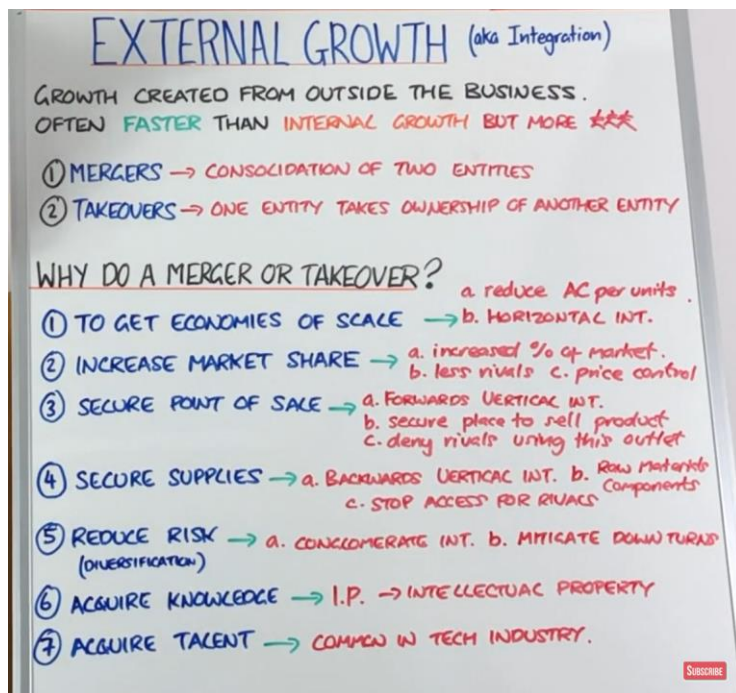 EXTERNAL GROWTH (aka Integration)
GROWTH CREATED FROM OUTSIDE THE BUSINESS.
OFTEN FASTER THAN INTERNAL GROWTH BUT MORE
① MERGERS → CONSOLIDATION OF TWO ENTITIES
② TAKEOVERS → ONE ENTITY TAKES OWNERSHIP OF ANOTHER ENTITY
WHY DO A MERGER OR TAKEOVER?
① TO GET ECONOMIES OF SCALE → a reduce AC per units.
b. HORIZONTAL INT.
② INCREASE MARKET SHARE → a. increased % of market.
b. less rivals c. price control
③ SECURE POINT OF SALE → a. FORWARDS VERTICAL INT.
b. secure place to sell product
c. deny rivals using this outlet
④ SECURE SUPPLIES → a. BACKWARDS VERTICAL INT. b. Raw Materials
Components
c. STOP ACCESS FOR RIVALS
⑤ REDUCE RISK → a. CONGLOMERATE INT. b. MITIGATE DOWNTURNS
(DIVERSIFICATION)
⑥ ACQUIRE KNOWLEDGE → I.P. → INTELLECTUAL PROPERTY
⑦ ACQUIRE TALENT → COMMON IN TECH INDUSTRY.
SUBSCRIBE